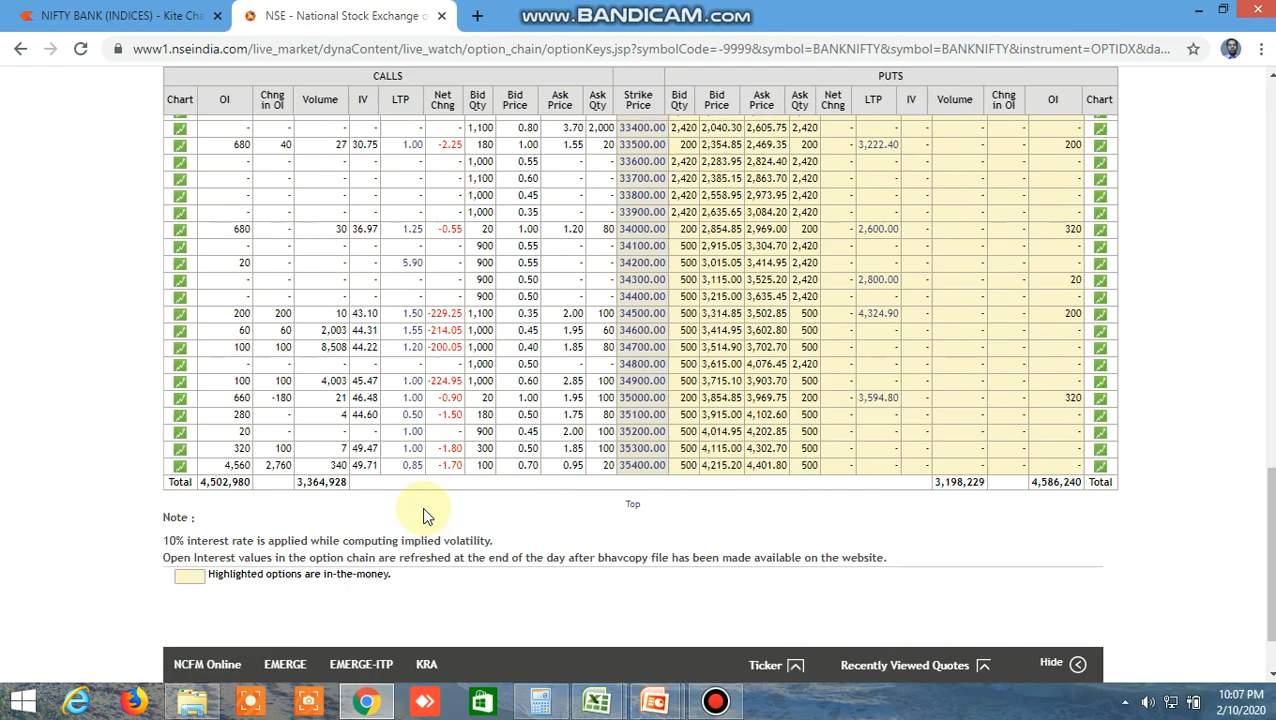 NIFTY BANK (INDICES) - Kite Cha
NSE - National Stock Exchange o
www.BANDICAM.com
www1.nseindia.com/live_market/dynaContent/live_watch/option_chain/optionKeys.jsp?symbolCode=-9999&symbol=BANKNIFTY&symbol=BANKNIFTY&instrument=OPTIDX&da...
CALLS PUTS
Chart OI Chng in OI Volume IV LTP Net Chng Bid Qty Bid Price Ask Price Ask Qty Strike Price Bid Qty Bid Price Ask Price Ask Qty Net Chng LTP IV Volume Chng in OI OI Chart
- - - - - - 1,100 0.80 3.70 2,000 33400.00 2,420 2,040.30 2,605.75 2,420 - - - - - -
680 40 27 30.75 1.00 -2.25 180 1.00 1.55 20 33500.00 200 2,354.85 2,469.35 200 - 3,222.40 - - - 200
- - - - - - 1,000 0.55 - - 33600.00 2,420 2,283.95 2,824.40 2,420 - - - - - -
- - - - - - 1,100 0.60 - - 33700.00 2,420 2,385.15 2,863.70 2,420 - - - - - -
- - - - - - 1,000 0.45 - - 33800.00 2,420 2,558.95 2,973.95 2,420 - - - - - -
- - - - - - 1,000 0.35 - - 33900.00 2,420 2,635.65 3,084.20 2,420 - - - - - -
680 - 30 36.97 1.25 -0.55 20 1.00 1.20 80 34000.00 200 2,854.85 2,969.00 200 - 2,600.00 - - - 320
- - - - - - 900 0.55 - - 34100.00 500 2,915.05 3,304.70 2,420 - - - - - -
20 - - - 5.90 - 900 0.55 - - 34200.00 500 3,015.05 3,414.95 2,420 - - - - - -
- - - - - - 900 0.50 - - 34300.00 500 3,115.00 3,525.20 2,420 - 2,800.00 - - - 20
- - - - - - 900 0.50 - - 34400.00 500 3,215.00 3,635.45 2,420 - - - - - -
200 200 10 43.10 1.50 -229.25 1,100 0.35 2.00 100 34500.00 500 3,314.85 3,502.85 500 - 4,324.90 - - - 200
60 60 2,003 44.31 1.55 -214.05 1,000 0.45 1.95 60 34600.00 500 3,414.95 3,602.80 500 - - - - - -
100 100 8,508 44.22 1.20 -200.05 1,000 0.40 1.85 80 34700.00 500 3,514.90 3,702.70 500 - - - - - -
- - - - - - 1,000 0.50 - - 34800.00 500 3,615.00 4,076.45 2,420 - - - - - -
100 100 4,003 45.47 1.00 -224.95 1,000 0.60 2.85 100 34900.00 500 3,715.10 3,903.70 500 - - - - - -
660 -180 21 46.48 1.00 -0.90 20 1.00 1.95 100 35000.00 200 3,854.85 3,969.75 200 - 3,594.80 - - - 320
280 - 4 44.60 0.50 -1.50 180 0.50 1.75 80 35100.00 500 3,915.00 4,102.60 500 - - - - - -
20 - - - 1.00 - 900 0.45 2.00 100 35200.00 500 4,014.95 4,202.85 500 - - - - - -
320 100 7 49.47 1.00 -1.80 300 0.50 1.85 100 35300.00 500 4,115.00 4,302.70 500 - - - - - -
4,560 2,760 340 49.71 0.85 -1.70 100 0.70 0.95 20 35400.00 500 4,215.20 4,401.80 500 - - - - - -
Total 4,502,980 3,364,928 3,198,229 4,586,240 Total
Top
Note :
10% interest rate is applied while computing implied volatility.
Open Interest values in the option chain are refreshed at the end of the day after bhavcopy file has been made available on the website.
Highlighted options are in-the-money.
NCFM Online EMERGE EMERGE-ITP KRA Ticker Recently Viewed Quotes Hide
10:07 PM
2/10/2020